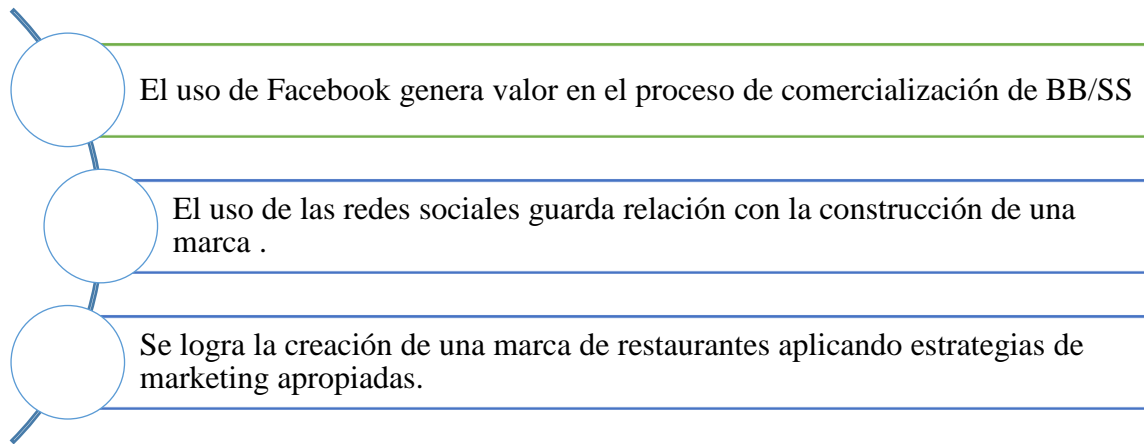 El uso de Facebook genera valor en el proceso de comercialización de BB/SS
El uso de las redes sociales guarda relación con la construcción de una
marca .
Se logra la creación de una marca de restaurantes aplicando estrategias de
marketing apropiadas.